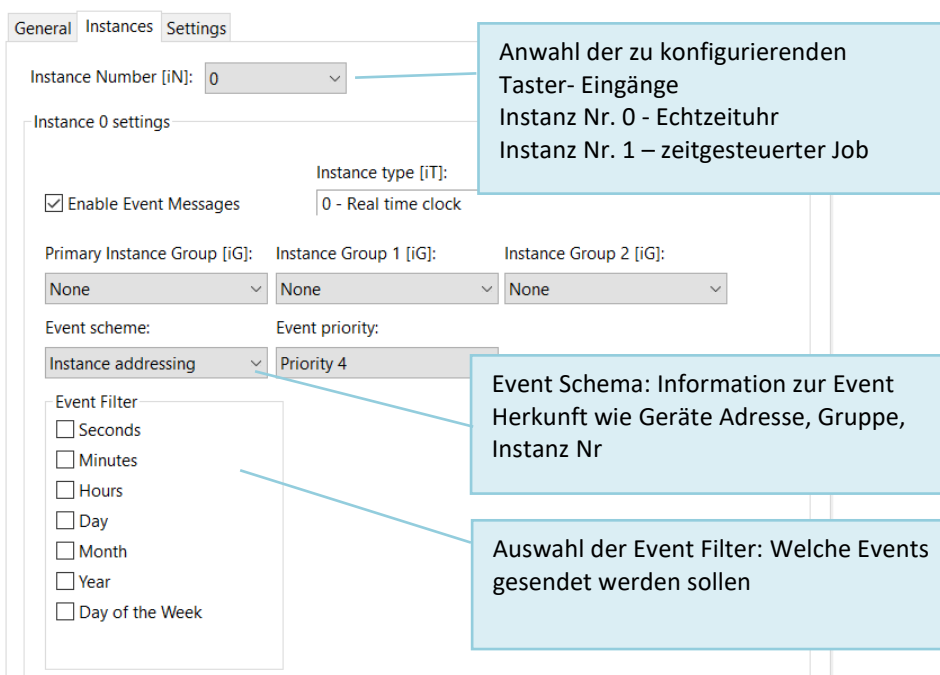 General Instances Settings
Anwahl der zu konfigurierenden
Taster- Eingänge
Instanz Nr. 0 - Echtzeituhr
Instanz Nr. 1 – zeitgesteuerter Job
Instance Number [iN]: 0
Instance 0 settings
Instance type [iT]:
Enable Event Messages 0 - Real time clock
Primary Instance Group [iG]: Instance Group 1 [iG]: Instance Group 2 [iG]:
None None None
Event scheme: Event priority:
Instance addressing Priority 4
Event Schema: Information zur Event
Herkunft wie Geräte Adresse, Gruppe,
Instanz Nr
Event Filter
Seconds
Minutes
Hours
Day
Month
Year
Day of the Week
Auswahl der Event Filter: Welche Events
gesendet werden sollen